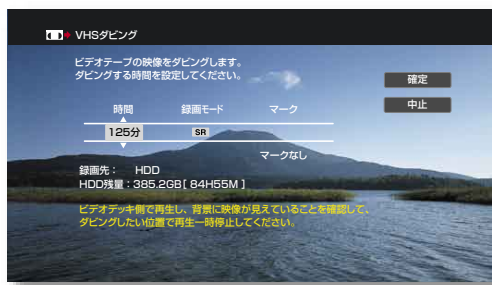 VHSダビング
ビデオテープの映像をダビングします。
ダビングする時間を設定してください。
確定
中止
時間 録画モード マーク
125分 SR
マークなし
録画先： HDD
HDD残量：385.2GB[ 84H55M ]
ビデオデッキ側で再生し、背景に映像が見えていることを確認して、
ダビングしたい位置で再生一時停止してください。